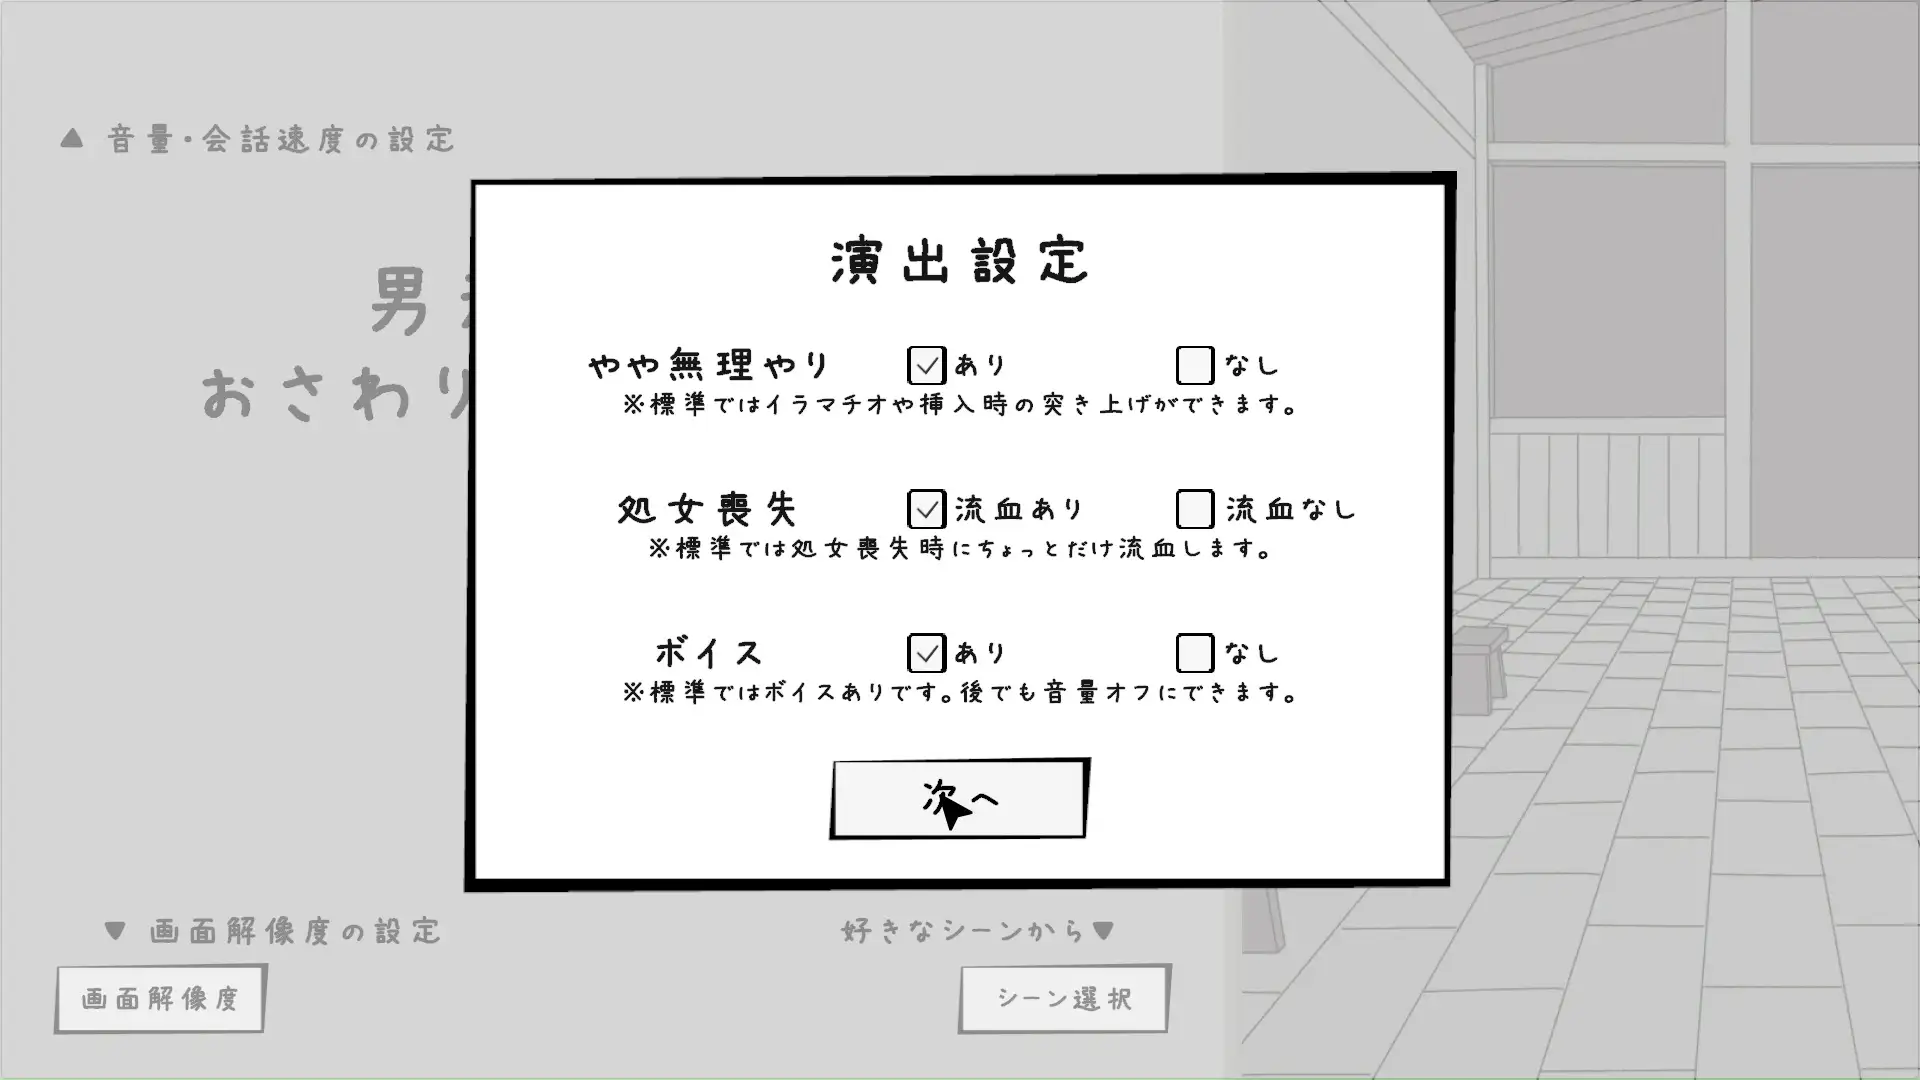 ▲ 音量・会話速度の設定
男
おさわり
演出設定
やや無理やり あり なし
※標準ではイラマチオや挿入時の突き上げができます。
処女喪失 流血あり 流血なし
※標準では処女喪失時にちょっとだけ流血します。
ボイス あり なし
※標準ではボイスありです。後でも音量オフにできます。
次へ
▼ 画面解像度の設定
好きなシーンから▼
画面解像度
シーン選択